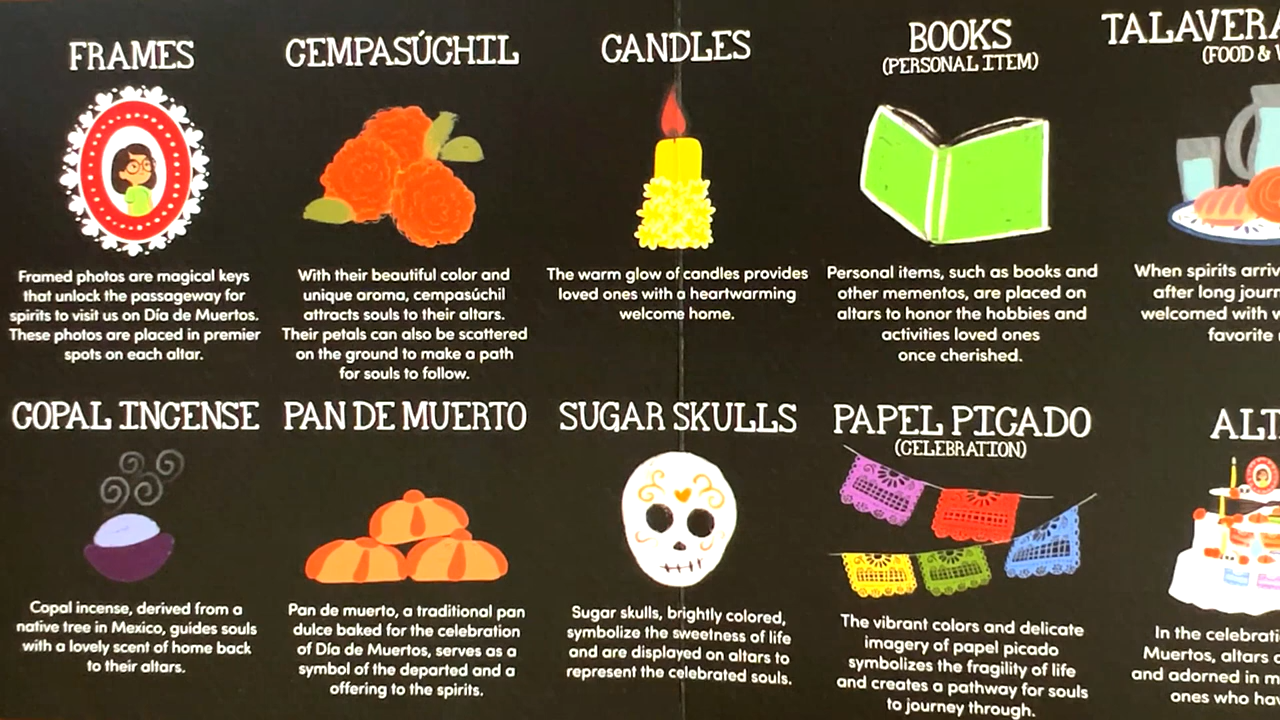 FRAMES
Framed photos are magical keys
that unlock the passageway for
spirits to visit us on Día de Muertos.
These photos are placed in premier
spots on each altar.
CEMPASÚCHIL
With their beautiful color and
unique aroma, cempasúchil
attracts souls to their altars.
Their petals can also be scattered
on the ground to make a path
for souls to follow.
CANDLES
The warm glow of candles provides
loved ones with a heartwarming
welcome home.
BOOKS
(PERSONAL ITEM)
Personal items, such as books and
other mementos, are placed on
altars to honor the hobbies and
activities loved ones
once cherished.
TALAVERA
(FOOD &
When spirits
after long
welcomed with
favorite
COPAL INCENSE
Copal incense, derived from a
native tree in Mexico, guides souls
with a lovely scent of home back
to their altars.
PAN DE MUERTO
Pan de muerto, a traditional pan
dulce baked for the celebration
of Día de Muertos, serves as a
symbol of the departed and a
offering to the spirits.
SUGAR SKULLS
Sugar skulls, brightly colored,
symbolize the sweetness of life
and are displayed on altars to
represent the celebrated souls.
PAPEL PICADO
(CELEBRATION)
The vibrant colors and delicate
imagery of papel picado
symbolizes the fragility of life
and creates a pathway for souls
to journey through.
In the
Muertos, altars
and adorned in
ones who